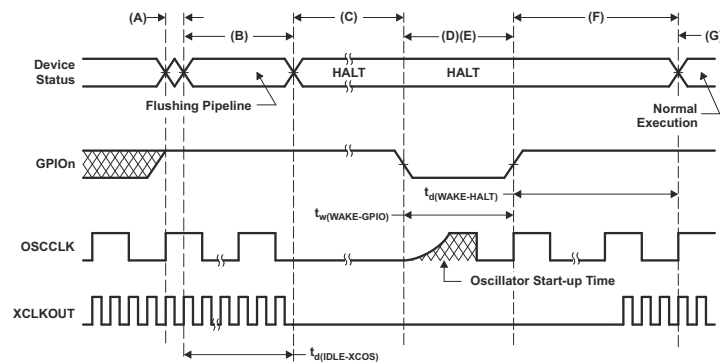 (A)
(B)
(C)
(D)(E)
(F)
(G)
Device
Status
HALT
HALT
Flushing Pipeline
Normal
Execution
GPIOn
td(WAKE-HALT)
tw(WAKE-GPIO)
OSCCLK
Oscillator Start-up Time
XCLKOUT
td(IDLE-XCOS)